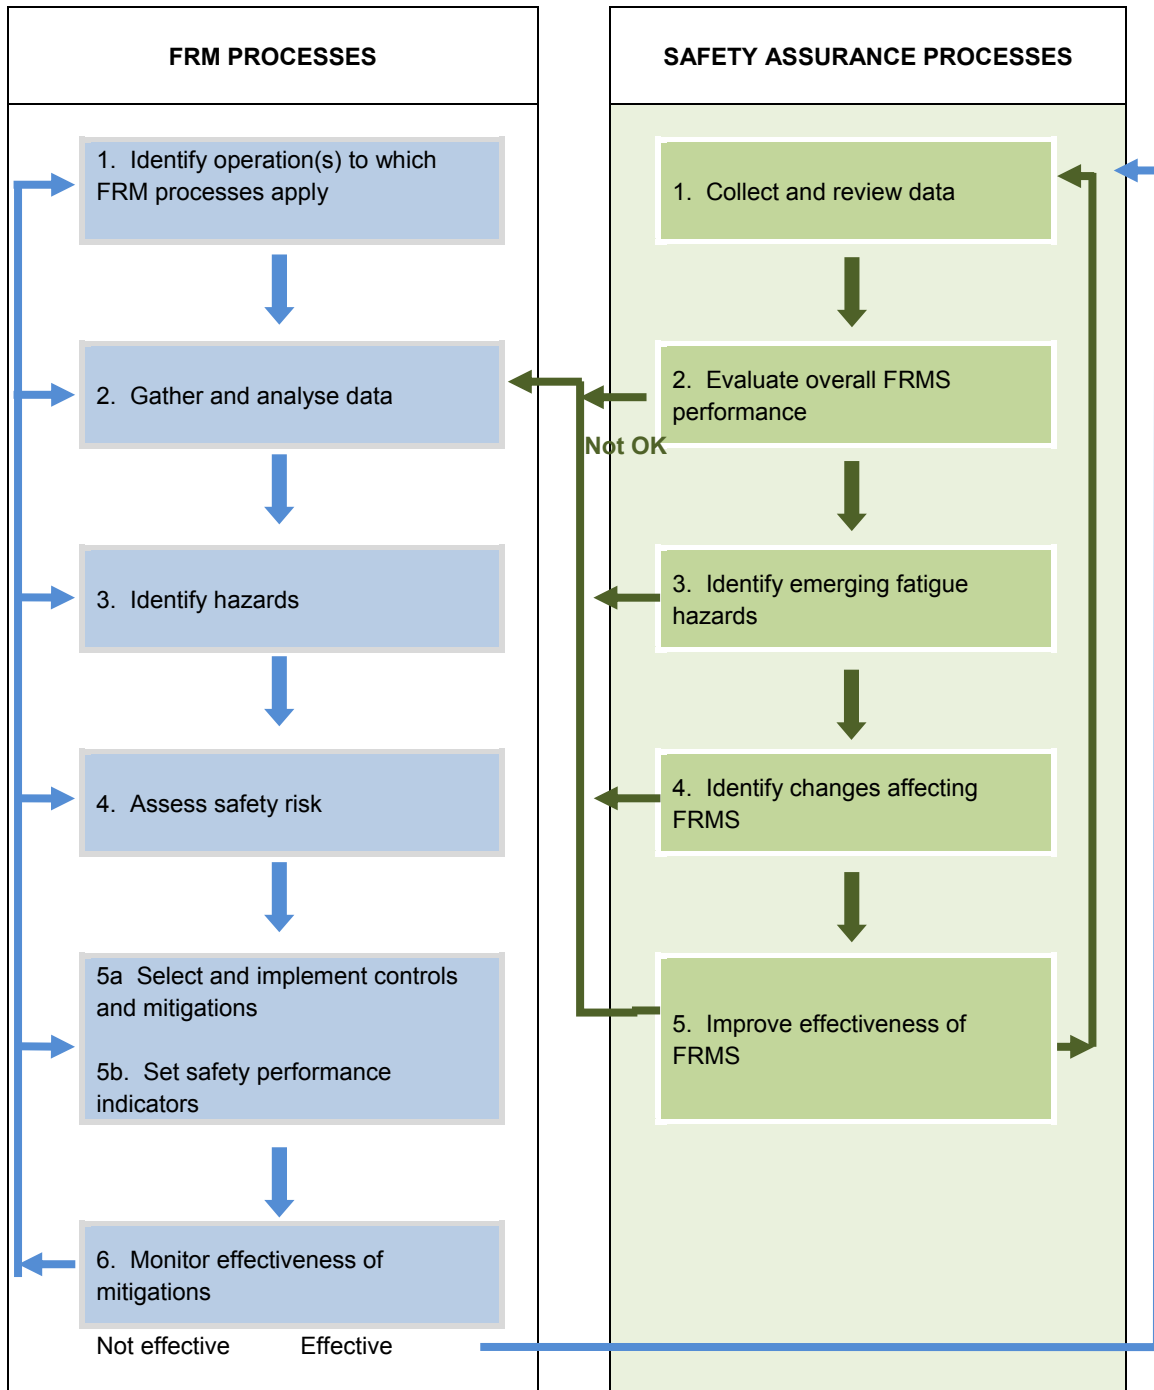 FRM PROCESSES
1. Identify operation(s) to which
FRM processes apply
2. Gather and analyse data
3. Identify hazards
4. Assess safety risk
5a Select and implement controls
and mitigations
5b. Set safety performance
indicators
6. Monitor effectiveness of
mitigations
Not effective Effective
SAFETY ASSURANCE PROCESSES
1. Collect and review data
2. Evaluate overall FRMS
performance
Not OK
3. Identify emerging fatigue
hazards
4. Identify changes affecting
FRMS
5. Improve effectiveness of
FRMS